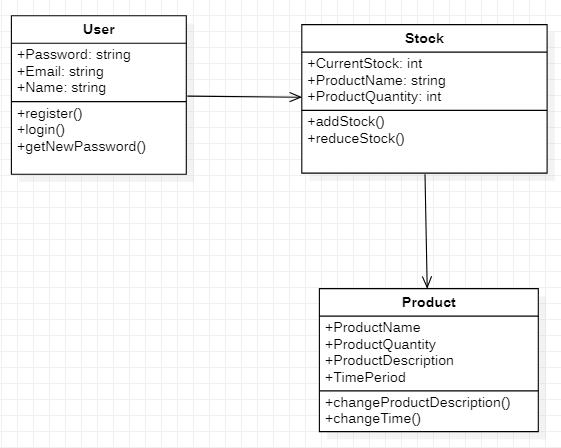 User
+Password: string
+Email: string
+Name: string
+register()
+login()
+getNewPassword()
Stock
+CurrentStock: int
+ProductName: string
+ProductQuantity: int
+addStock()
+reduceStock()
Product
+ProductName
+ProductQuantity
+ProductDescription
+TimePeriod
+changeProductDescription()
+changeTime()